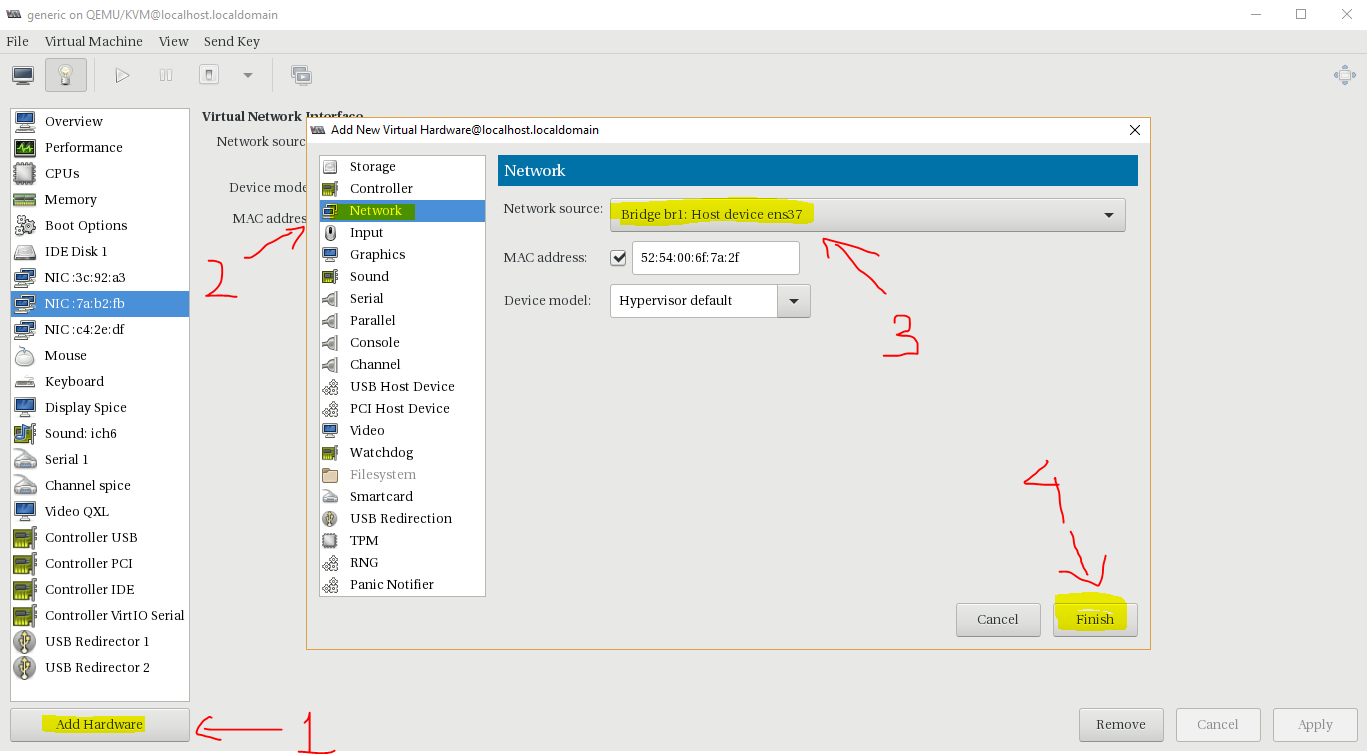 generic on QEMU/KVM@localhost.localdomain
File Virtual Machine View Send Key
Overview
Performance
CPUs
Memory
Boot Options
IDE Disk 1
NIC :3c:92:a3
NIC :7a:b2:fb
NIC :c4:2e:df
Mouse
Keyboard
Display Spice
Sound: ich6
Serial 1
Channel spice
Video QXL
Controller USB
Controller PCI
Controller IDE
Controller VirtIO Serial
USB Redirector 1
USB Redirector 2
Add Hardware
1
Virtual Network Interface
Network sourc
Device mode
MAC addres
2
Add New Virtual Hardware@localhost.localdomain
Storage
Controller
Network
Input
Graphics
Sound
Serial
Parallel
Console
Channel
USB Host Device
PCI Host Device
Video
Watchdog
Filesystem
Smartcard
USB Redirection
TPM
RNG
Panic Notifier
Network
Network source: Bridge br1: Host device ens37
MAC address: 52:54:00:6f:7a:2f
Device model: Hypervisor default
3
4
Cancel Finish
Remove Cancel Apply